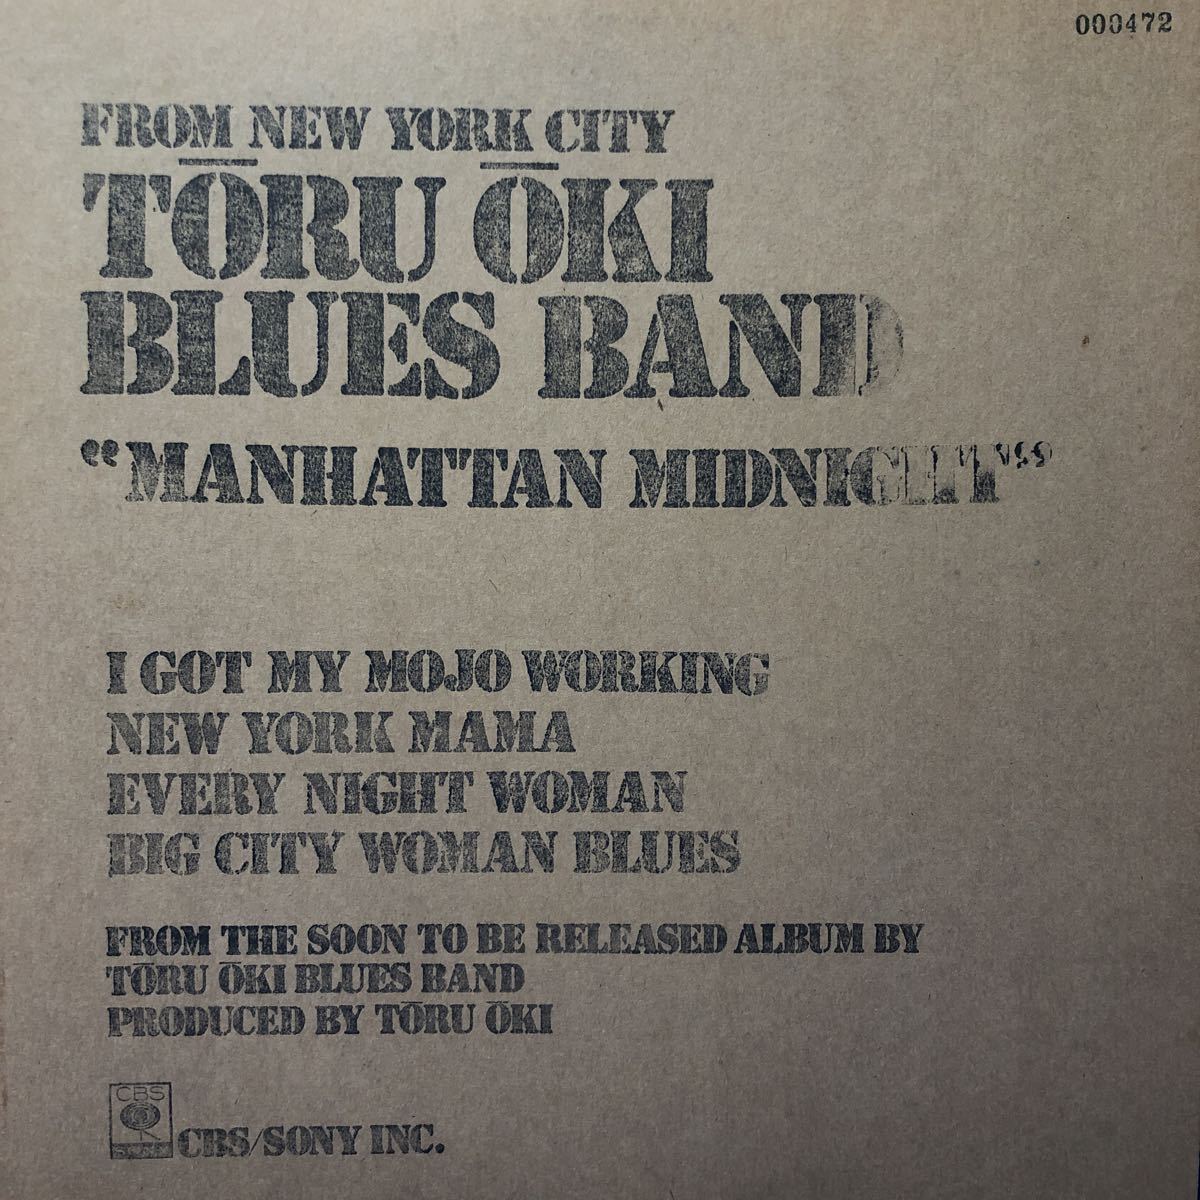 000472
FROM NEW YORK CITY
TŌRU ŌKI
BLUES BAND
“MANHATTAN MIDNIGHT”
I GOT MY MOJO WORKING
NEW YORK MAMA
EVERY NIGHT WOMAN
BIG CITY WOMAN BLUES
FROM THE SOON TO BE RELEASED ALBUM BY
TŌRU ŌKI BLUES BAND
PRODUCED BY TŌRU ŌKI
CBS
CBS/SONY INC.